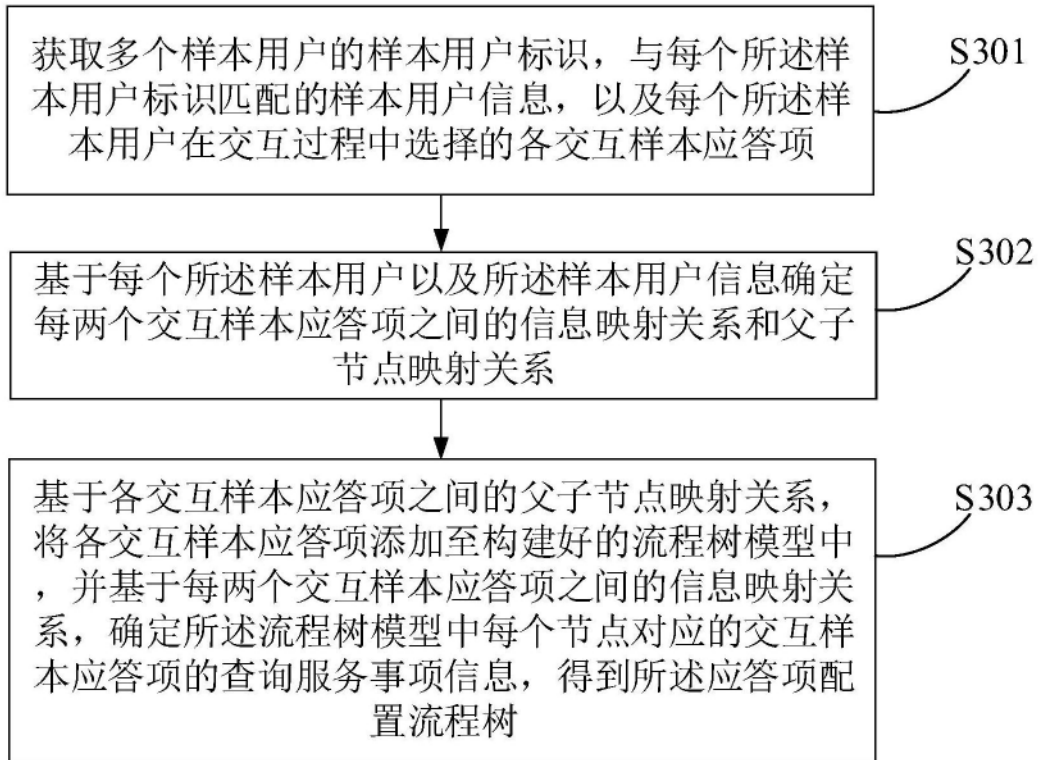 获取多个样本用户的样本用户标识，与每个所述样
本用户标识匹配的样本用户信息，以及每个所述样
本用户在交互过程中选择的各交互样本应答项
S301
基于每个所述样本用户以及所述样本用户信息确定
每两个交互样本应答项之间的信息映射关系和父子
节点映射关系
S302
基于各交互样本应答项之间的父子节点映射关系，
将各交互样本应答项添加至构建好的流程树模型中
，并基于每两个交互样本应答项之间的信息映射关
系，确定所述流程树模型中每个节点对应的交互样
本应答项的查询服务事项信息，得到所述应答项配
置流程树
S303